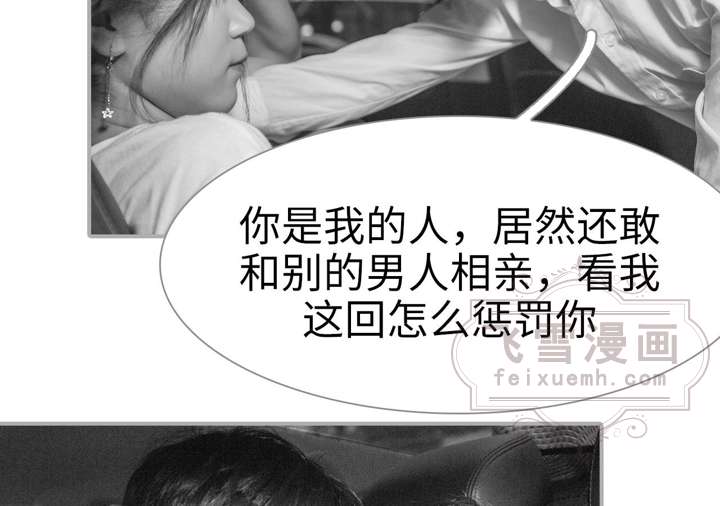 你是我的人，居然还敢
和别的男人相亲，看我
这回怎么惩罚你
飞雪漫画
feixuemh.com